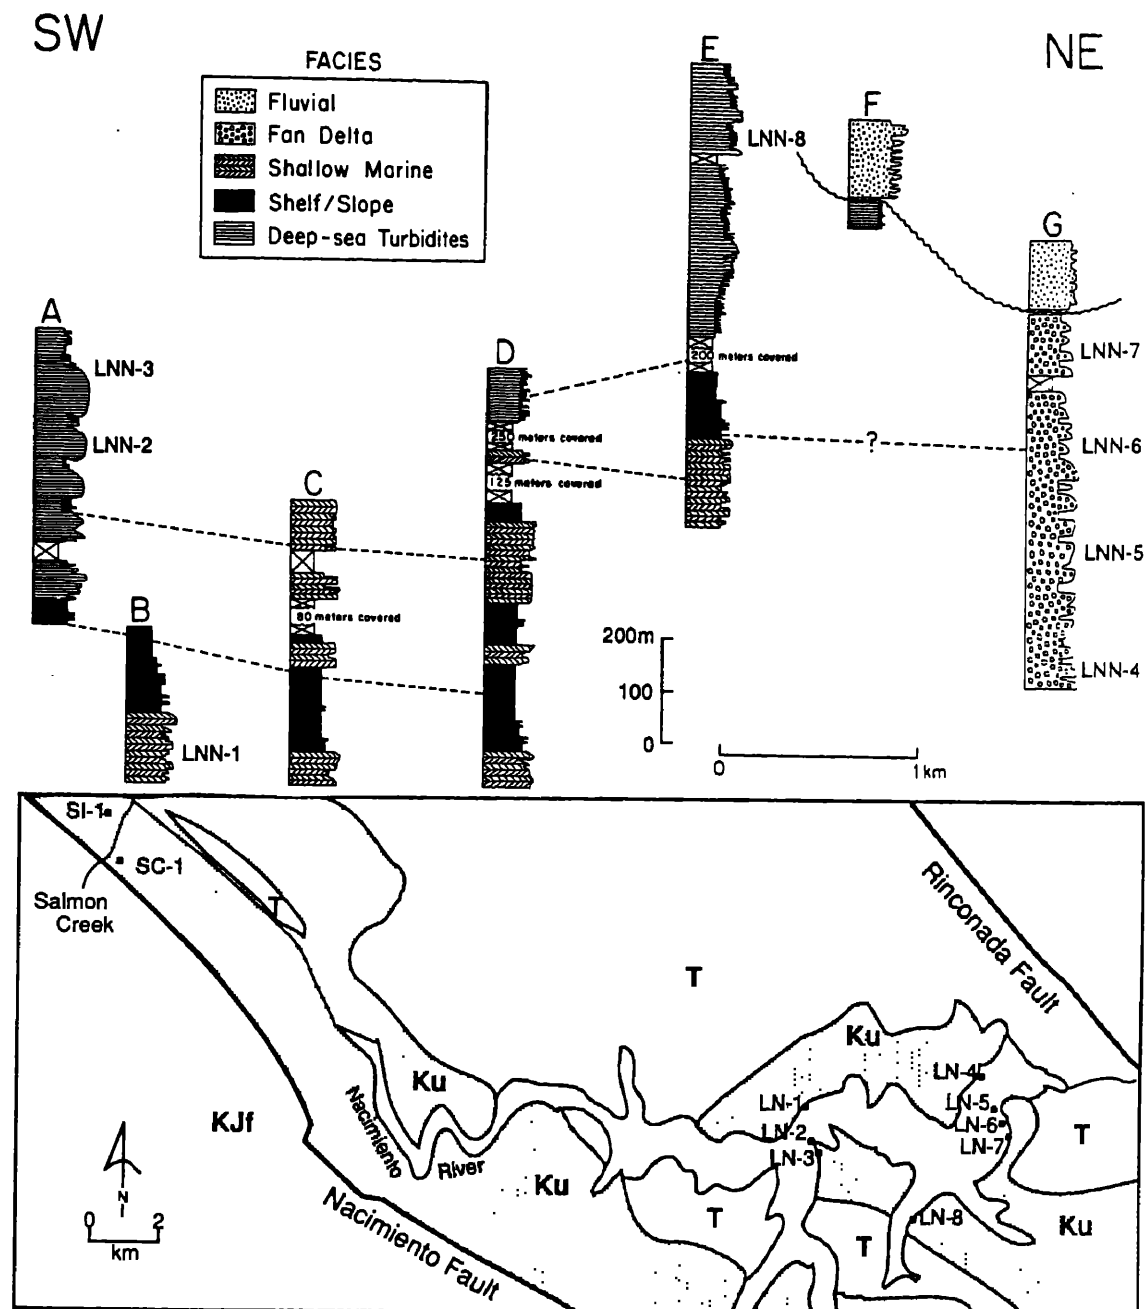 SW
NE
FACIES
Fluvial
Fan Delta
Shallow Marine
Shelf/Slope
Deep-sea Turbidites
A
LNN-3
LNN-2
B
LNN-1
C
80 meters covered
D
250 meters covered
125 meters covered
E
LNN-8
200 meters covered
F
?
G
LNN-7
LNN-6
LNN-5
LNN-4
200m
100
0
0
1km
SI-1
SC-1
Salmon
Creek
T
Rinconada Fault
T
Ku
Ku
LN-4
LN-1
LN-5
LN-2
LN-6
LN-3
LN-7
T
KJf
Nacimiento
River
Ku
T
LN-8
T
Ku
N
0
2
km
Nacimiento Fault